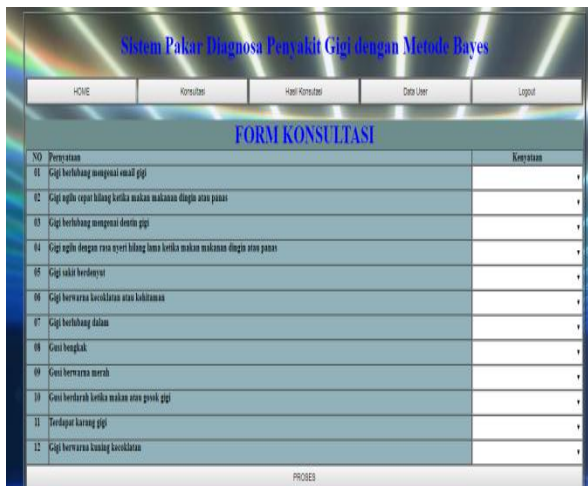 Sistem Pakar Diagnosa Penyakit Gigi dengan Metode Bayes
HOME Konsultasi Hasil Konsultasi Data User Logout
FORM KONSULTASI
NO Pernyataan Kenyataan
01 Gigi berlubang mengenai email gigi
02 Gigi ngilu cepat hilang ketika makan makanan dingin atau panas
03 Gigi berlubang mengenai dentin gigi
04 Gigi ngilu dengan rasa nyeri hilang lama ketika makan makanan dingin atau panas
05 Gigi sakit berdenyut
06 Gigi berwarna kecoklatan atau kehitaman
07 Gigi berlubang dalam
08 Gusi bengkak
09 Gusi berwarna merah
10 Gusi berdarah ketika makan atau gosok gigi
11 Terdapat karang gigi
12 Gigi berwarna kuning kecoklatan
PROSES